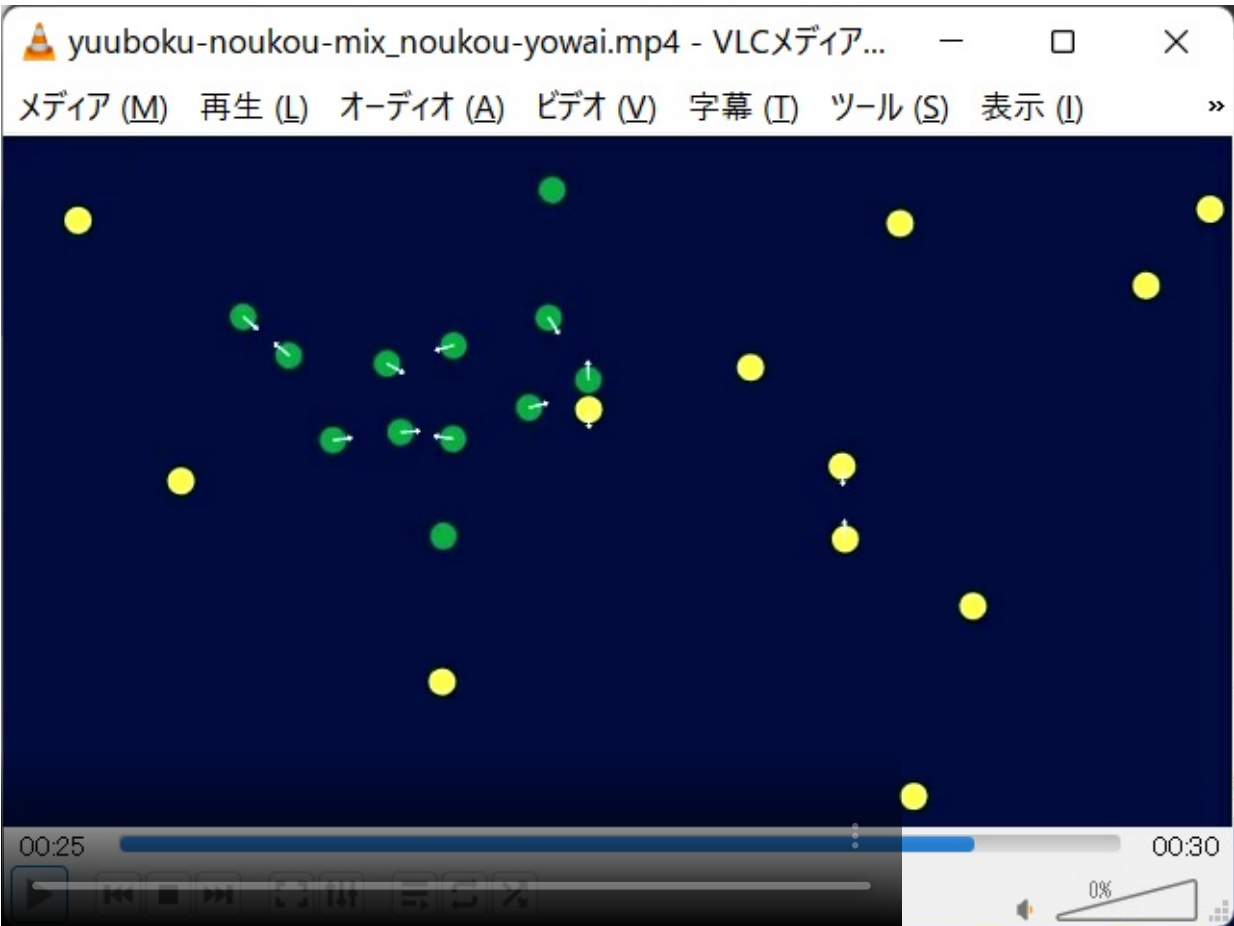 yuuboku-noukou-mix_noukou-yowai.mp4 - VLCメディア...
メディア (M) 再生 (L) オーディオ (A) ビデオ (V) 字幕 (T) ツール (S) 表示 (I) »
00:25 00:30
0%